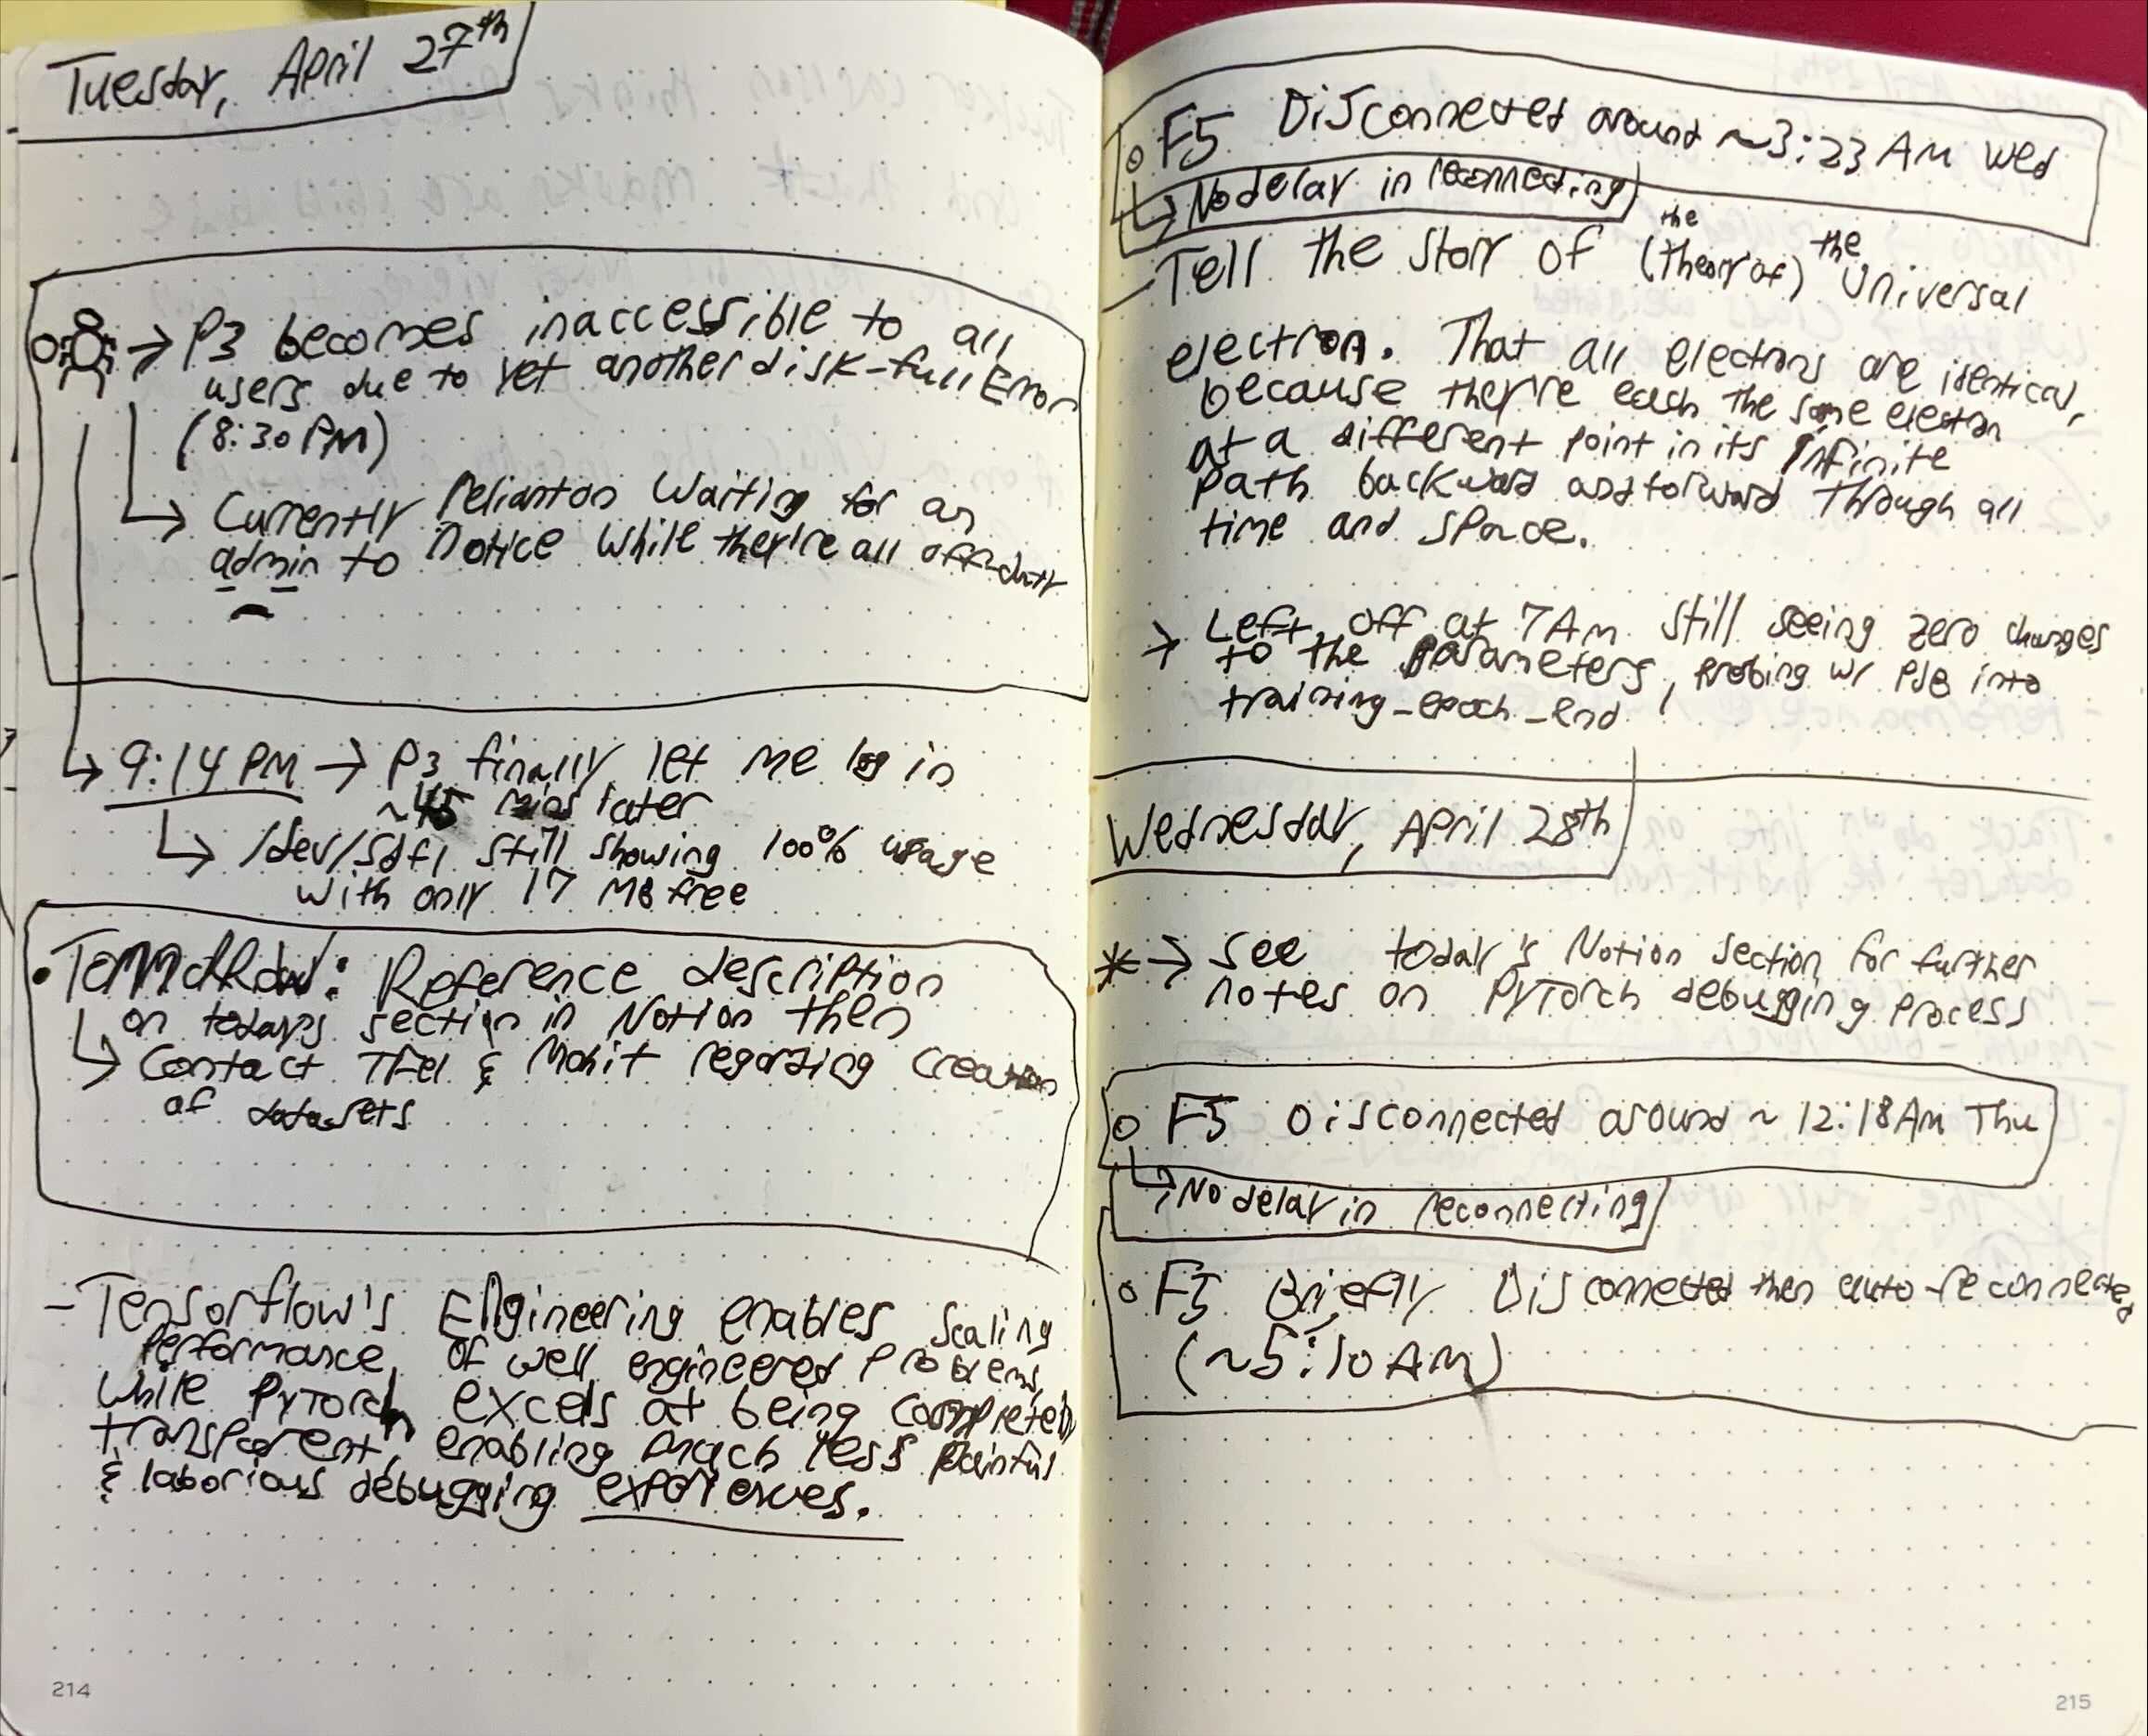 Tuesday, April 27th
→ P3 becomes inaccessible to all
users due to yet another disk-full Error
(8:30 PM)
↳ Currently reliant on waiting for an
admin to notice while they're all off-duty
↳ 9:14 PM → P3 finally let me log in
~45 mins later
↳ /dev/sdf1 still showing 100% usage
with only 17 MB free
• Tomorrow: Reference description
on today's section in Notion then
↳ Contact & Mohit regarding creation
of datasets
- Tensorflow's Engineering enables scaling
performance of well engineered problems,
while PyTorch excels at being completely
transparent, enabling much less painful
& laborious debugging experiences.
214
○ F5 Disconnected around ~3:23 AM Wed
↳ No delay in reconnecting
- Tell the story of (the theory of) the universal
electron. That all electrons are identical,
because they're each the same electron
at a different point in its infinite
path backward and forward through all
time and space.
→ Left off at 7AM still seeing zero changes
to the parameters, probing w/ PDB into
training_epoch_end
Wednesday, April 28th
* → See today's Notion section for further
notes on PyTorch debugging process
○ F5 Disconnected around ~ 12:18 AM Thu
↳ No delay in reconnecting
○ F5 Briefly Disconnected then auto-reconnected
(~5:10 AM)
215